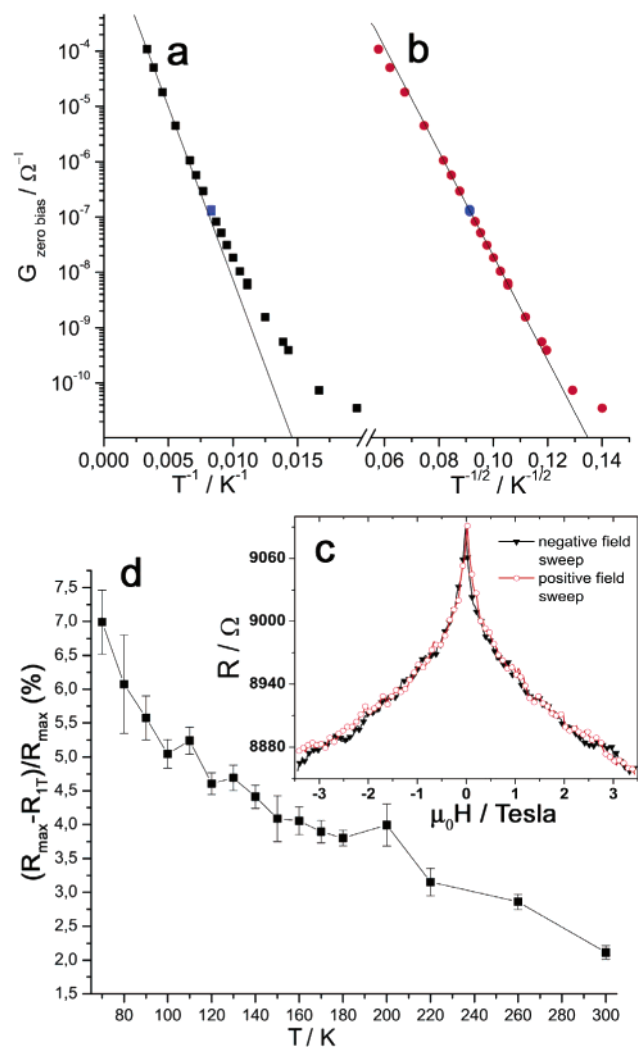 a
b
G zero bias / Ω⁻¹
10⁻⁴
10⁻⁵
10⁻⁶
10⁻⁷
10⁻⁸
10⁻⁹
10⁻¹⁰
0,000 0,005 0,010 0,015 0,06 0,08 0,10 0,12 0,14
T⁻¹ / K⁻¹ T⁻¹ᐟ² / K⁻¹ᐟ²
c
negative field
sweep
positive field
sweep
R / Ω
9060
9000
8940
8880
-3 -2 -1 0 1 2 3
μ₀H / Tesla
d
(Rmax-R1T)/Rmax (%)
7,5
7,0
6,5
6,0
5,5
5,0
4,5
4,0
3,5
3,0
2,5
2,0
1,5
80 100 120 140 160 180 200 220 240 260 280 300
T / K